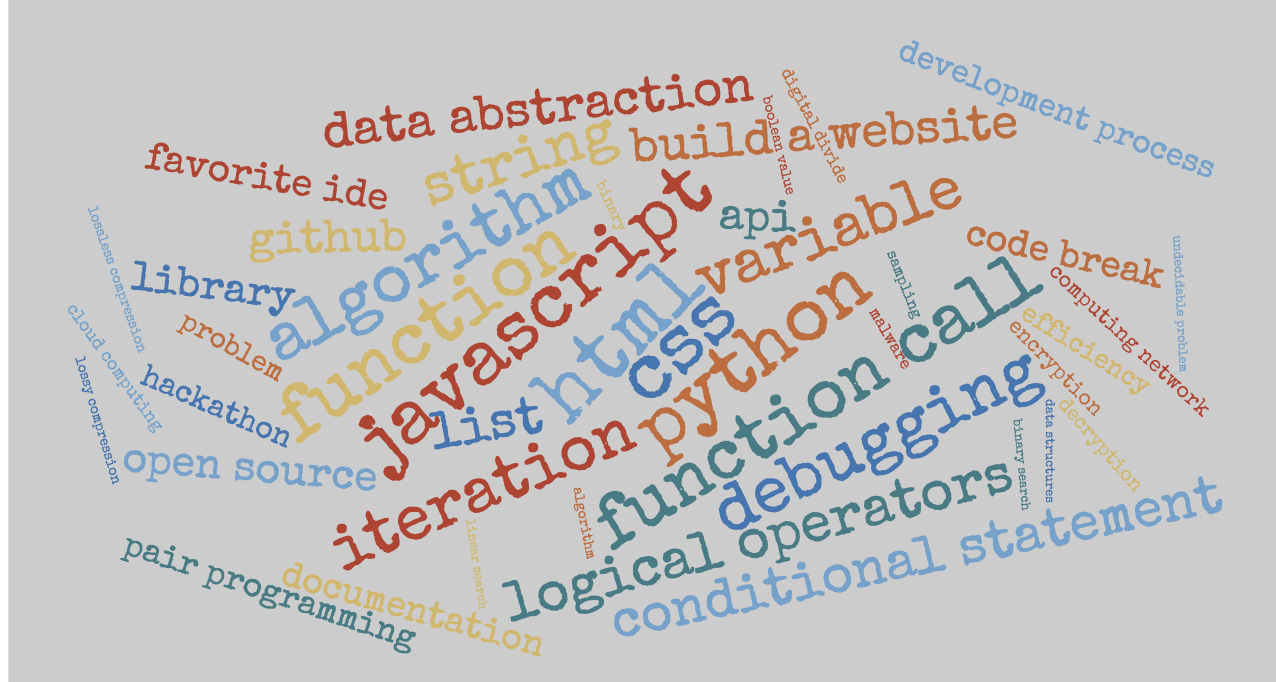 development process
data abstraction
digital divide
boolean value
build a website
string
favorite ide
algorithm
binary
javascript
variable
api
github
function
code break
lossless compression
library
html
css
python
sampling
function call
computing network
undecidable problem
cloud computing
problem
malware
efficiency
encryption
lossy compression
hackathon
list
iteration
debugging
decryption
data structures
binary search
open source
logical operators
conditional statement
algorithm
linear search
pair programming
documentation